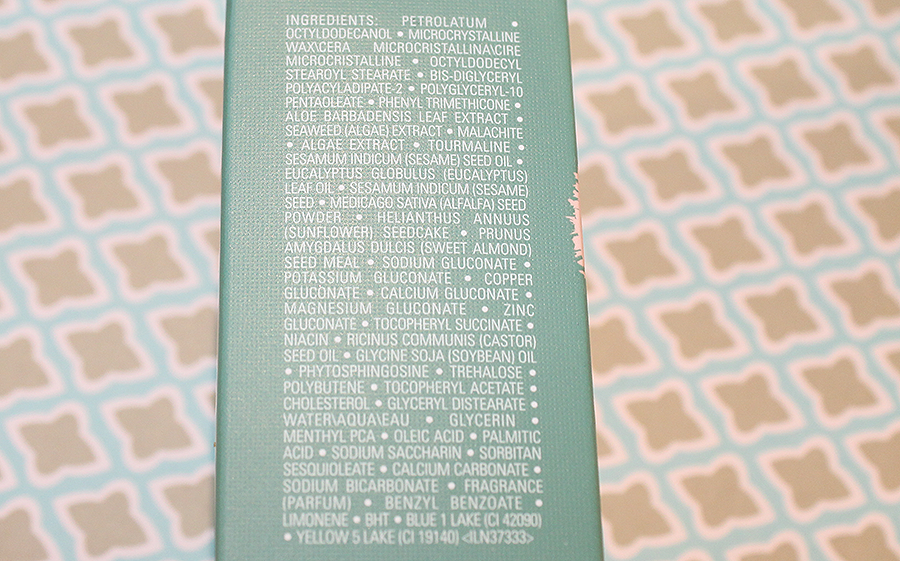 INGREDIENTS: PETROLATUM •
OCTYLDODECANOL • MICROCRYSTALLINE
WAX\CERA MICROCRISTALLINA\CIRE
MICROCRISTALLINE • OCTYLDODECYL
STEAROYL STEARATE • BIS-DIGLYCERYL
POLYACYLADIPATE-2 • POLYGLYCERYL-10
PENTAOLEATE • PHENYL TRIMETHICONE •
ALOE BARBADENSIS LEAF EXTRACT •
SEAWEED (ALGAE) EXTRACT • MALACHITE
• ALGAE EXTRACT • TOURMALINE •
SESAMUM INDICUM (SESAME) SEED OIL •
EUCALYPTUS GLOBULUS (EUCALYPTUS)
LEAF OIL • SESAMUM INDICUM (SESAME)
SEED • MEDICAGO SATIVA (ALFALFA) SEED
POWDER • HELIANTHUS ANNUUS
(SUNFLOWER) SEEDCAKE • PRUNUS
AMYGDALUS DULCIS (SWEET ALMOND)
SEED MEAL • SODIUM GLUCONATE •
POTASSIUM GLUCONATE • COPPER
GLUCONATE • CALCIUM GLUCONATE •
MAGNESIUM GLUCONATE • ZINC
GLUCONATE • TOCOPHERYL SUCCINATE •
NIACIN • RICINUS COMMUNIS (CASTOR)
SEED OIL • GLYCINE SOJA (SOYBEAN) OIL
• PHYTOSPHINGOSINE • TREHALOSE •
POLYBUTENE • TOCOPHERYL ACETATE •
CHOLESTEROL • GLYCERYL DISTEARATE •
WATER\AQUA\EAU • GLYCERIN •
MENTHYL PCA • OLEIC ACID • PALMITIC
ACID • SODIUM SACCHARIN • SORBITAN
SESQUIOLEATE • CALCIUM CARBONATE •
SODIUM BICARBONATE • FRAGRANCE
(PARFUM) • BENZYL BENZOATE •
LIMONENE • BHT • BLUE 1 LAKE (CI 42090)
• YELLOW 5 LAKE (CI 19140) <ILN37333>